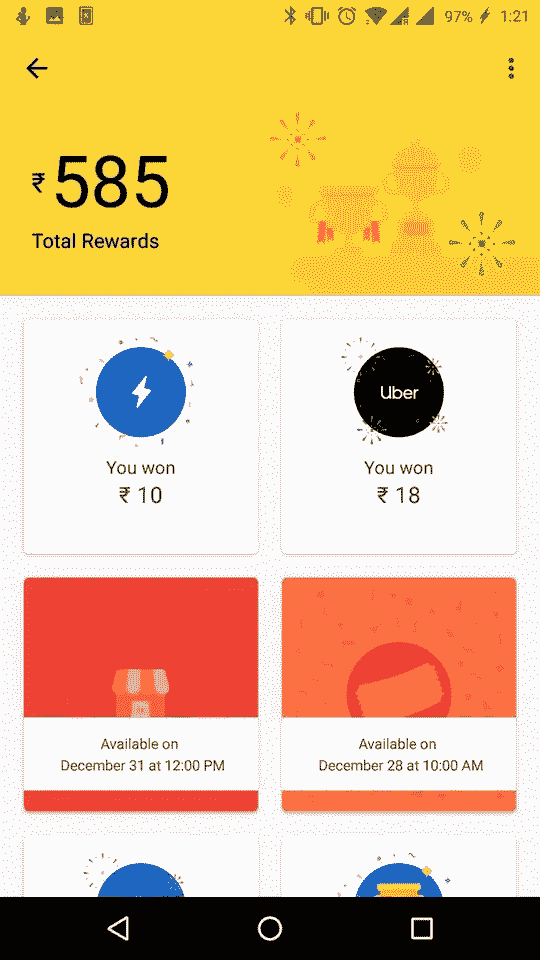 97% 1:21
₹ 585
Total Rewards
You won
₹ 10
Uber
You won
₹ 18
Available on
December 31 at 12:00 PM
Available on
December 28 at 10:00 AM